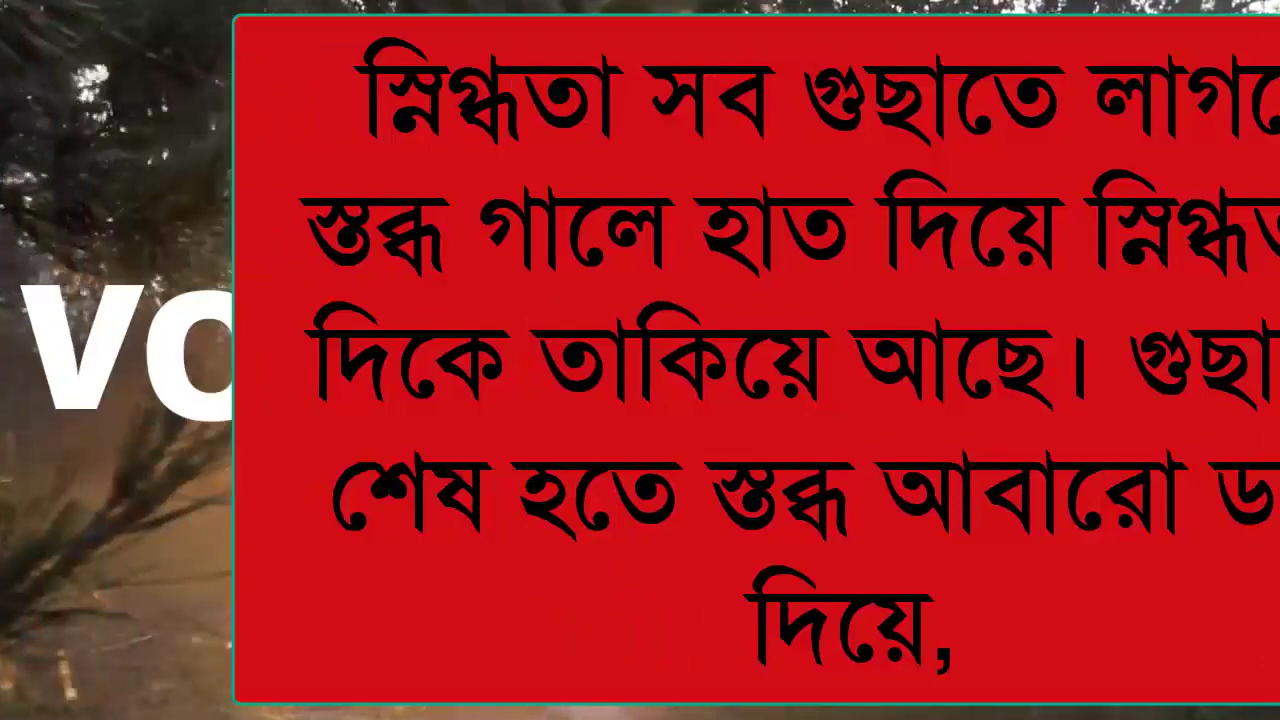 স্নিগ্ধতা সব গুছাতে
স্তব্ধ গালে হাত দিয়ে
VO
দিকে তাকিয়ে আছে।
শেষ হতে স্তব্ধ আবারো
দিয়ে,